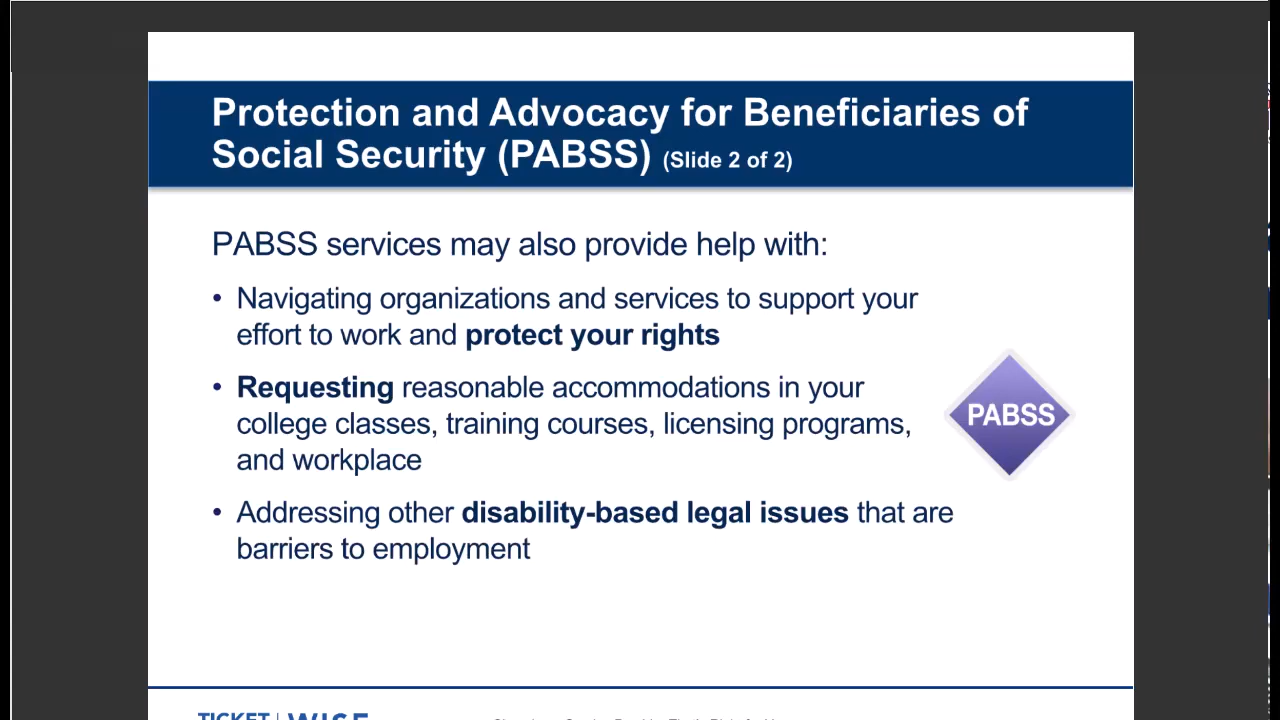 Protection and Advocacy for Beneficiaries of
Social Security (PABSS) (Slide 2 of 2)
PABSS services may also provide help with:
• Navigating organizations and services to support your
effort to work and protect your rights
• Requesting reasonable accommodations in your
college classes, training courses, licensing programs,
and workplace
PABSS
• Addressing other disability-based legal issues that are
barriers to employment
TICKET | WISE